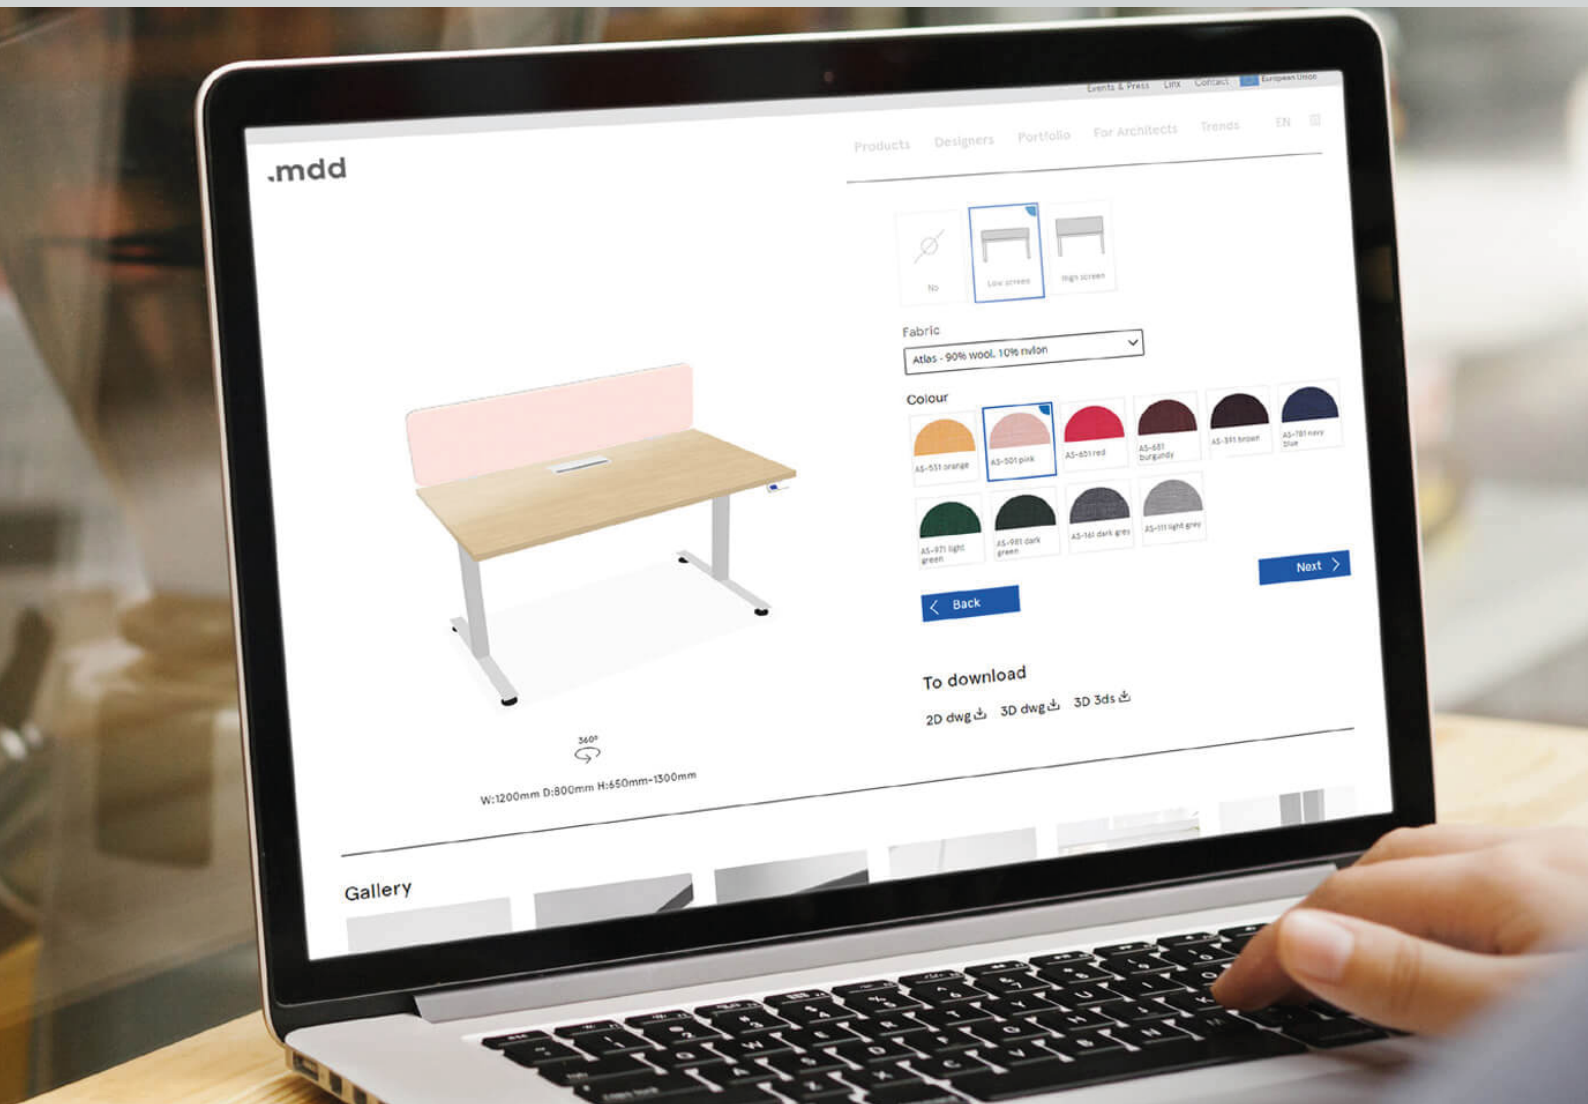 Events & Press Linx Contact European Union
.mdd
Products Designers Portfolio For Architects Trends EN
No
Low screen
High screen
Fabric
Atlas - 90% wool, 10% nylon
Colour
AS-531 orange
AS-501 pink
AS-651 red
AS-681 burgundy
AS-391 brown
AS-781 navy blue
AS-971 light green
AS-981 dark green
AS-161 dark grey
AS-111 light grey
Next
Back
To download
2D dwg 3D dwg 3D 3ds
360°
W:1200mm D:800mm H:650mm-1300mm
Gallery